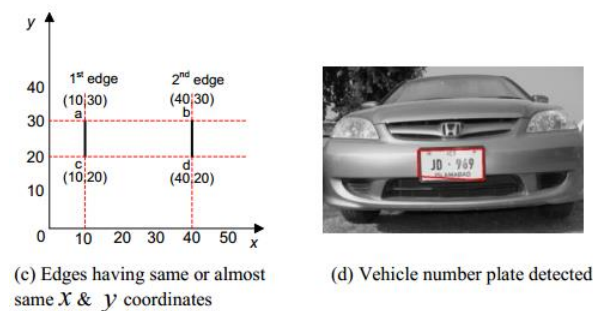 y
1st edge
2nd edge
40
(10,30)
(40,30)
a
b
30
20
c
d
(10,20)
(40,20)
10
0
10
20
30
40
50
x
JD · 969
ISLAMABAD
(c) Edges having same or almost
same x & y coordinates
(d) Vehicle number plate detected